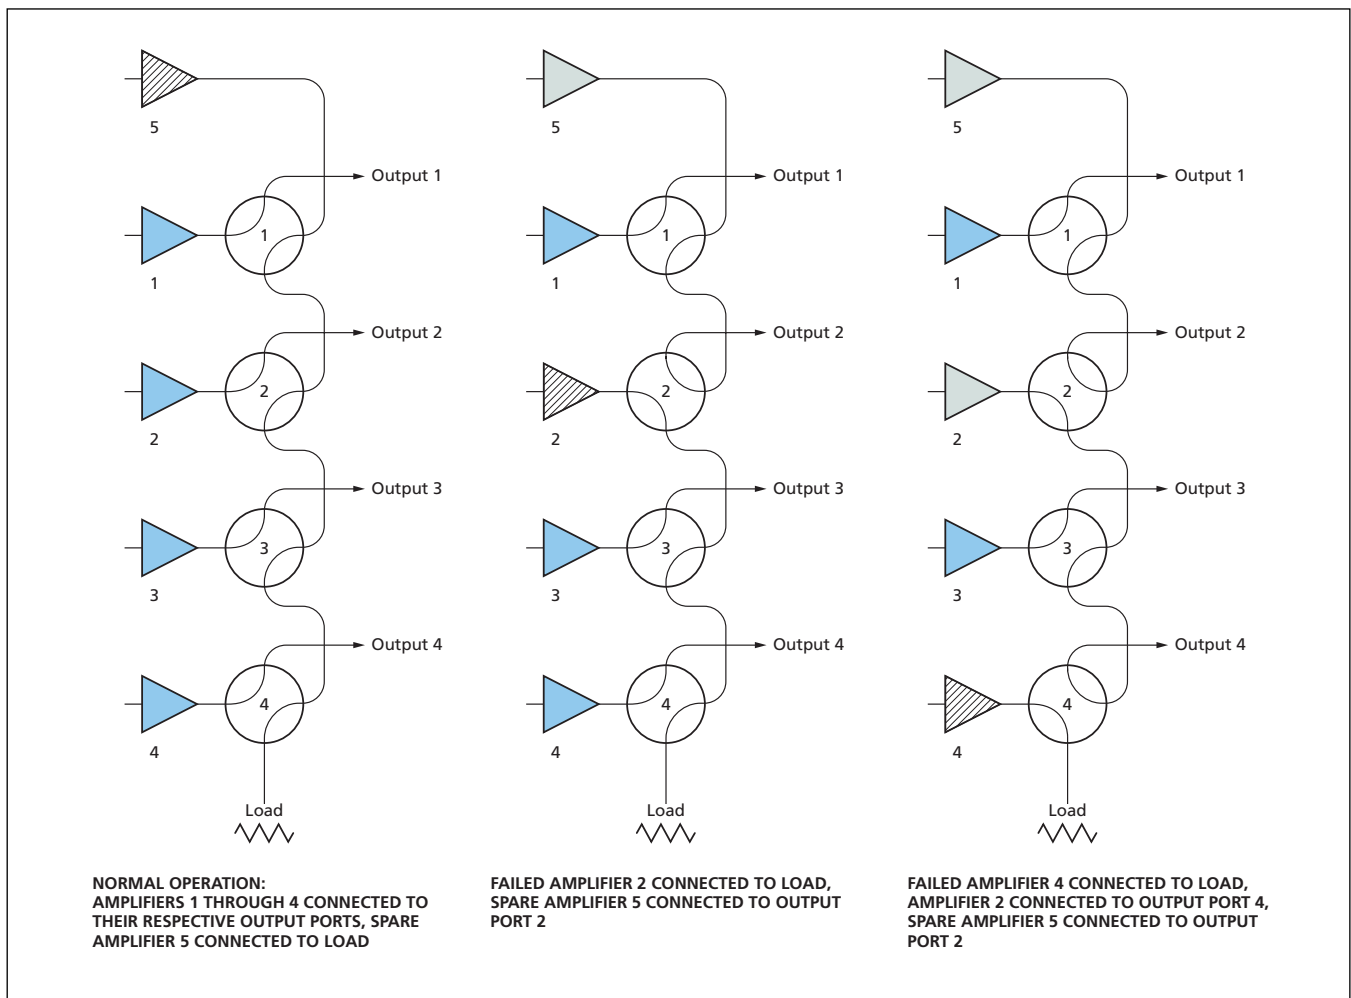 5
Output 1
1
1
Output 2
2
2
Output 3
3
3
Output 4
4
4
Load
NORMAL OPERATION:
AMPLIFIERS 1 THROUGH 4 CONNECTED TO
THEIR RESPECTIVE OUTPUT PORTS, SPARE
AMPLIFIER 5 CONNECTED TO LOAD
5
Output 1
1
1
Output 2
2
2
Output 3
3
3
Output 4
4
4
Load
FAILED AMPLIFIER 2 CONNECTED TO LOAD,
SPARE AMPLIFIER 5 CONNECTED TO OUTPUT
PORT 2
5
Output 1
1
1
Output 2
2
2
Output 3
3
3
Output 4
4
4
Load
FAILED AMPLIFIER 4 CONNECTED TO LOAD,
AMPLIFIER 2 CONNECTED TO OUTPUT PORT 4,
SPARE AMPLIFIER 5 CONNECTED TO OUTPUT
PORT 2